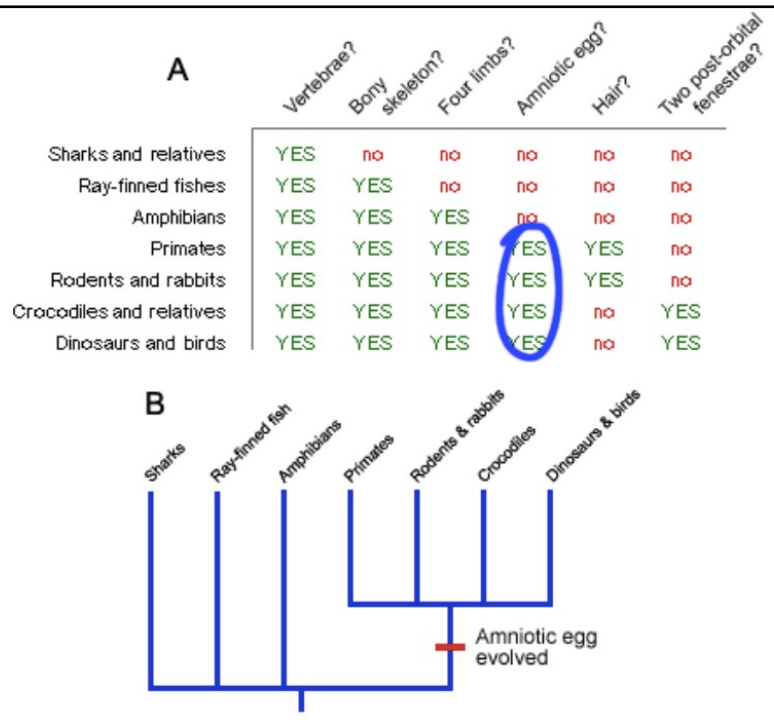 A
Vertebrae?
Bony
skeleton?
Four limbs?
Amniotic egg?
Hair?
Two post-orbital
fenestrae?
Sharks and relatives YES no no no no no
Ray-finned fishes YES YES no no no no
Amphibians YES YES YES no no no
Primates YES YES YES YES YES no
Rodents and rabbits YES YES YES YES YES no
Crocodiles and relatives YES YES YES YES no YES
Dinosaurs and birds YES YES YES YES no YES
B
Sharks
Ray-finned fish
Amphibians
Primates
Rodents & rabbits
Crocodiles
Dinosaurs & birds
Amniotic egg
evolved